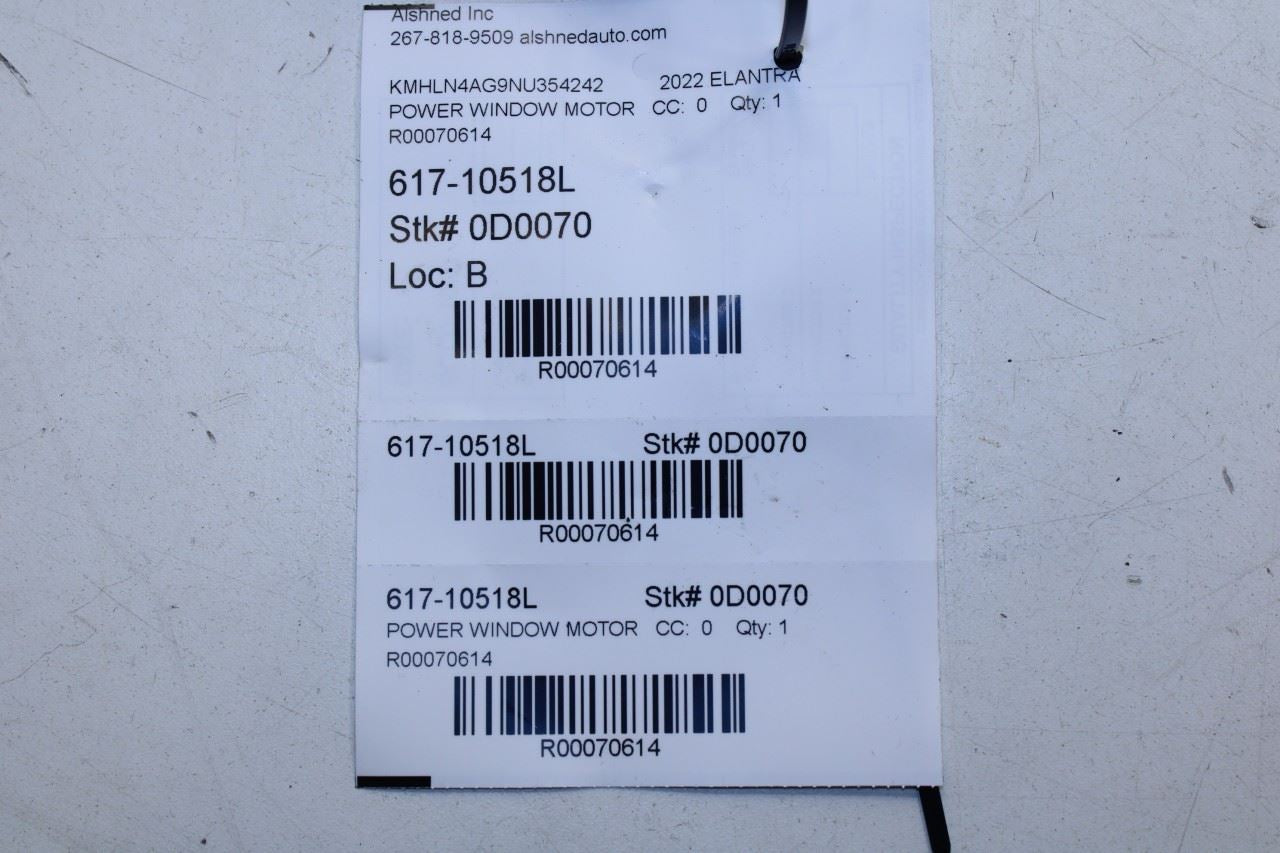 Alshned Inc
267-818-9509 alshnedauto.com
KMHLN4AG9NU354242 2022 ELANTRA
POWER WINDOW MOTOR CC: 0 Qty: 1
R00070614
617-10518L
Stk# 0D0070
Loc: B
R00070614
617-10518L Stk# 0D0070
R00070614
617-10518L Stk# 0D0070
POWER WINDOW MOTOR CC: 0 Qty: 1
R00070614
R00070614